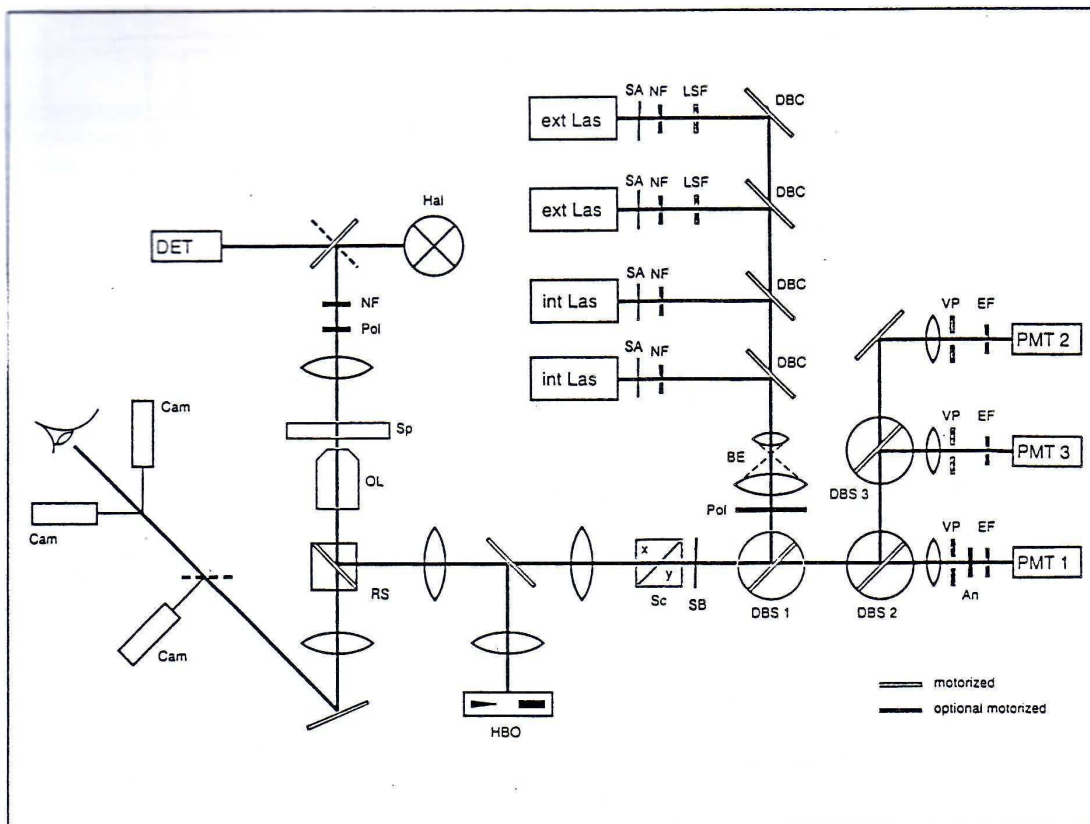 SA NF LSF DBC
ext Las
SA NF LSF DBC
ext Las
Hal
DET
SA NF DBC
int Las
NF
Pol
VP EF
PMT 2
SA NF DBC
int Las
Cam
Sp
BE
VP EF
PMT 3
OL
DBS 3
Cam
Pol
x
y
VP EF
PMT 1
RS
Sc
SB
DBS 1
DBS 2
An
Cam
motorized
optional motorized
HBO